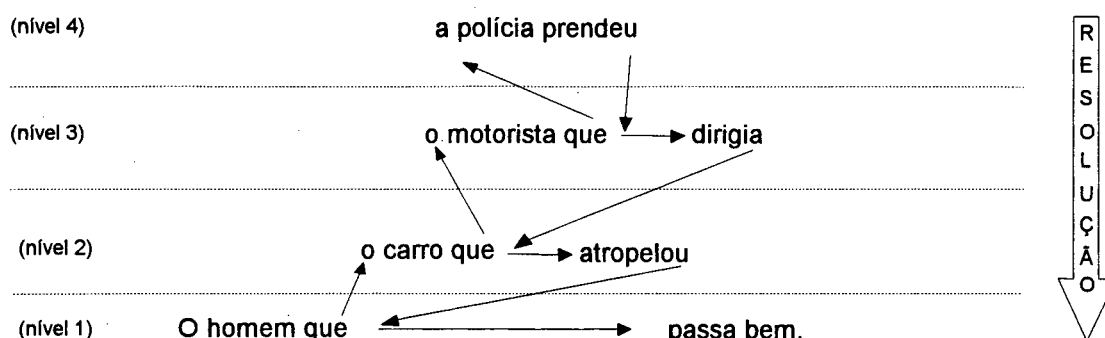 (nível 4) a polícia prendeu
(nível 3) o motorista que dirigia
(nível 2) o carro que atropelou
(nível 1) O homem que passa bem.
RESOLUÇÃO